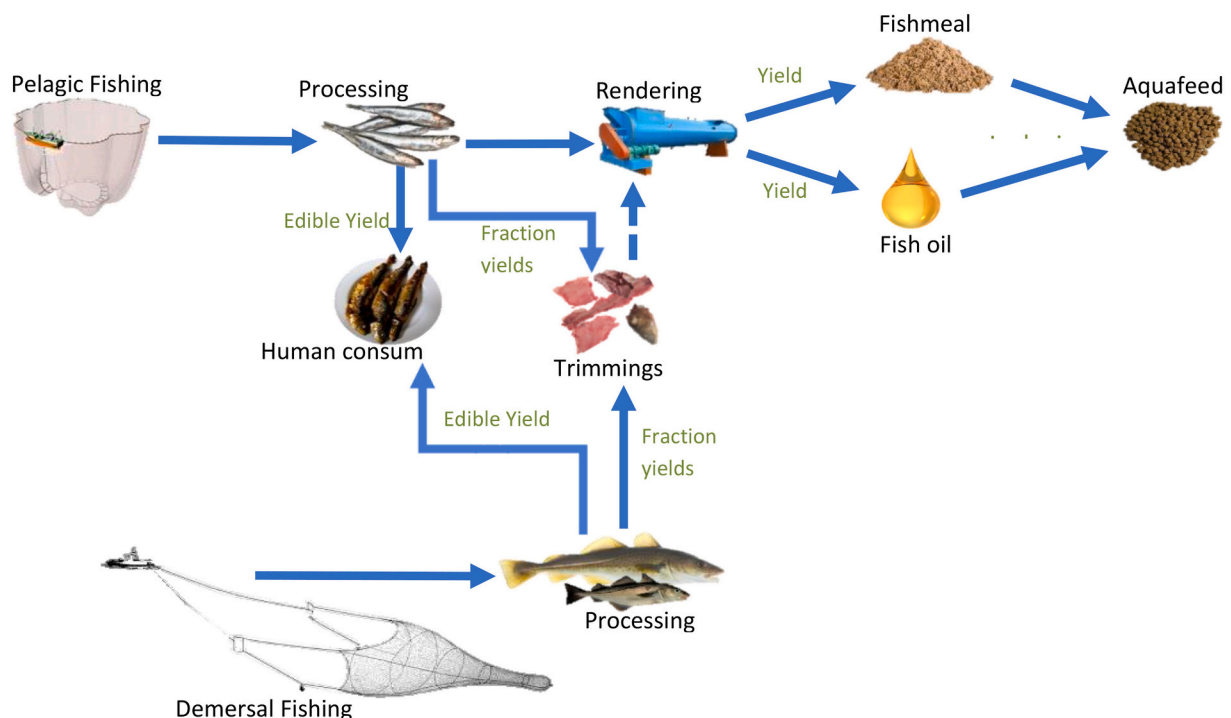 Fishmeal
Pelagic Fishing
Processing
Rendering
Yield
Aquafeed
Edible Yield
Fraction
yields
Yield
Fish oil
Human consum
Trimmings
Edible Yield
Fraction
yields
Processing
Demersal Fishing